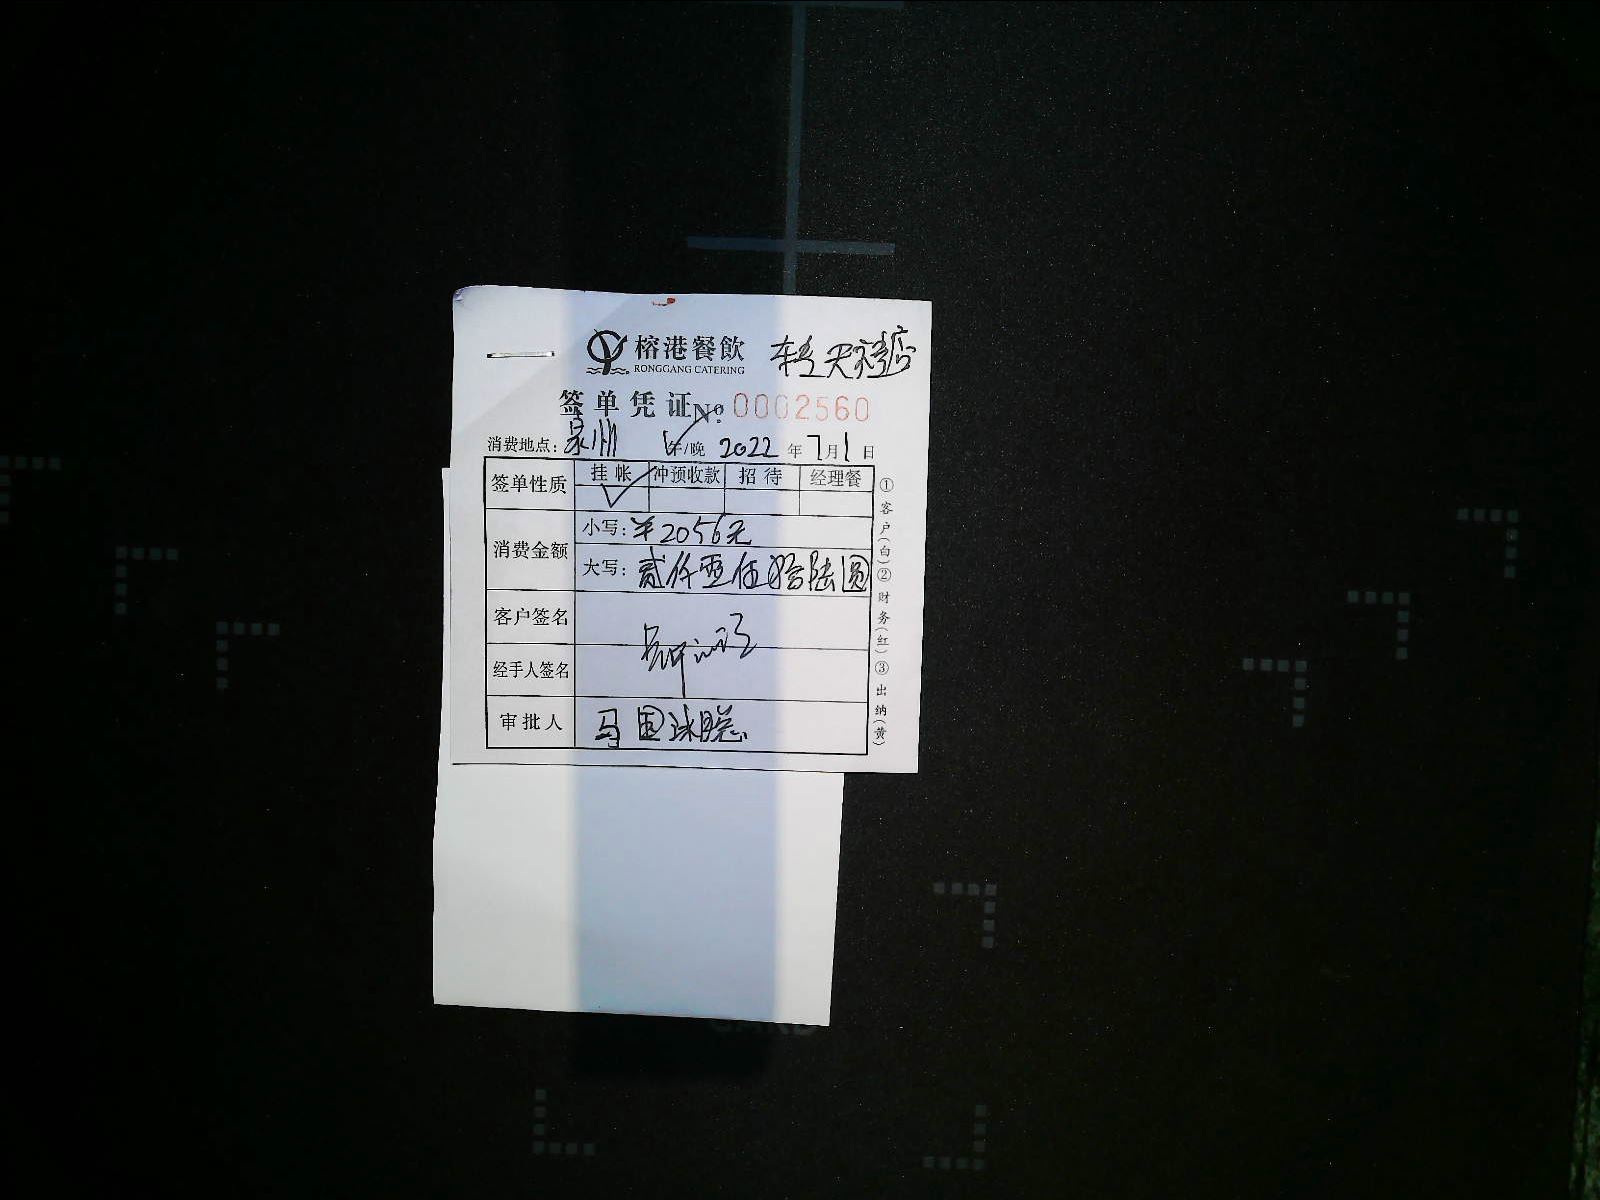 榕港餐飲
RONGGANG CATERING
签单凭证 No: 0002560
消费地点: 泉州 午/晚 2022 年 7 月 1 日
签单性质 挂帐 冲预收款 招待 经理餐
消费金额 小写: ¥2056元
大写: 贰仟零伍拾陆圆
客户签名
经手人签名
审批人 马国球
①客户(白)②财务(红)③出纳(黄)